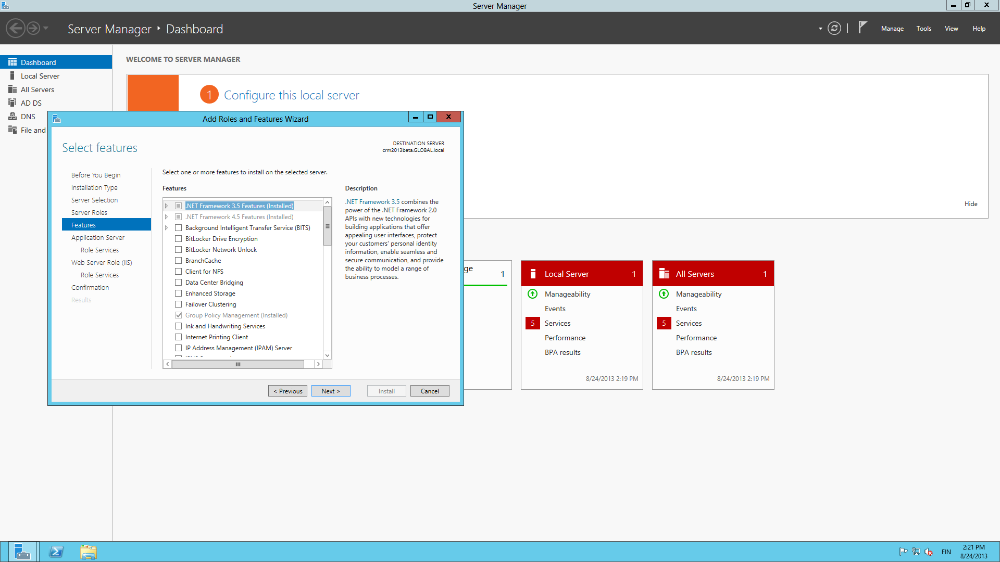 Server Manager
Server Manager ‣ Dashboard
Manage Tools View Help
Dashboard
Local Server
All Servers
AD DS
DNS
File and
WELCOME TO SERVER MANAGER
1 Configure this local server
Hide
Add Roles and Features Wizard
Select features
DESTINATION SERVER
crm2013beta.GLOBAL.local
Before You Begin
Installation Type
Server Selection
Server Roles
Features
Application Server
Role Services
Web Server Role (IIS)
Role Services
Confirmation
Results
Select one or more features to install on the selected server.
Features
.NET Framework 3.5 Features (Installed)
.NET Framework 4.5 Features (Installed)
Background Intelligent Transfer Service (BITS)
BitLocker Drive Encryption
BitLocker Network Unlock
BranchCache
Client for NFS
Data Center Bridging
Enhanced Storage
Failover Clustering
Group Policy Management (Installed)
Ink and Handwriting Services
Internet Printing Client
IP Address Management (IPAM) Server
Description
.NET Framework 3.5 combines the
power of the .NET Framework 2.0
APIs with new technologies for
building applications that offer
appealing user interfaces, protect
your customers' personal identity
information, enable seamless and
secure communication, and provide
the ability to model a range of
business processes.
< Previous
Next >
Install
Cancel
ge 1
Local Server 1
Manageability
Events
5 Services
Performance
BPA results
8/24/2013 2:19 PM
All Servers 1
Manageability
Events
5 Services
Performance
BPA results
8/24/2013 2:19 PM
FIN
2:21 PM
8/24/2013